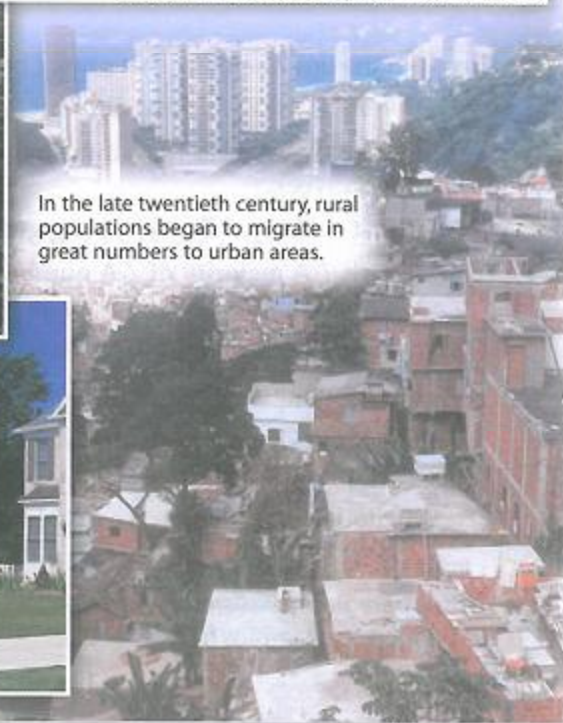 In the late twentieth century, rural
populations began to migrate in
great numbers to urban areas.